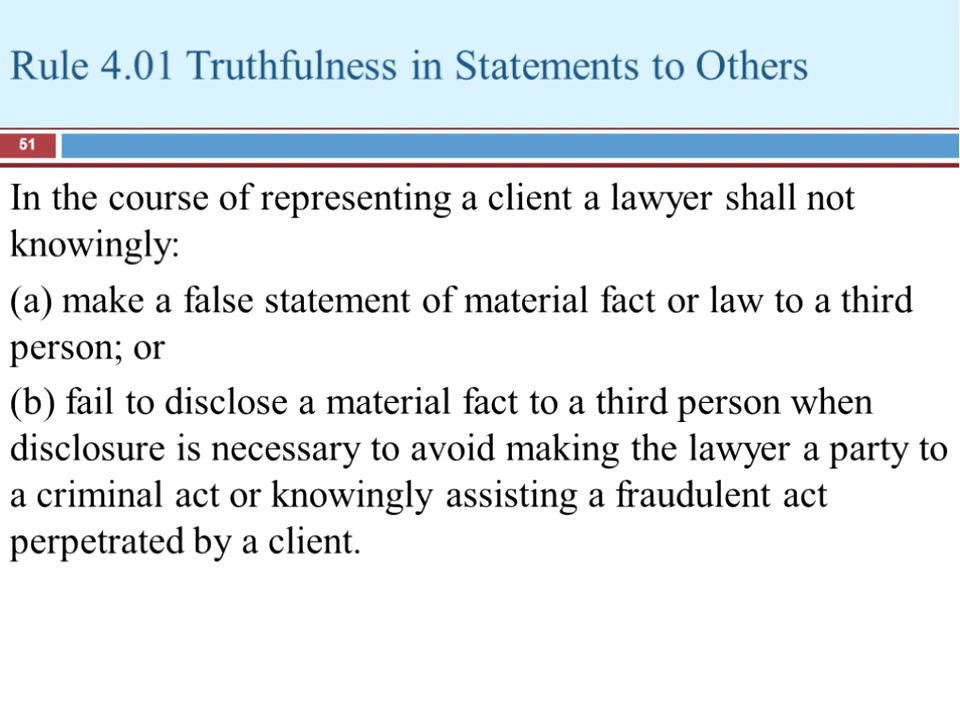 Rule 4.01 Truthfulness in Statements to Others
51
In the course of representing a client a lawyer shall not
knowingly:
(a) make a false statement of material fact or law to a third
person; or
(b) fail to disclose a material fact to a third person when
disclosure is necessary to avoid making the lawyer a party to
a criminal act or knowingly assisting a fraudulent act
perpetrated by a client.